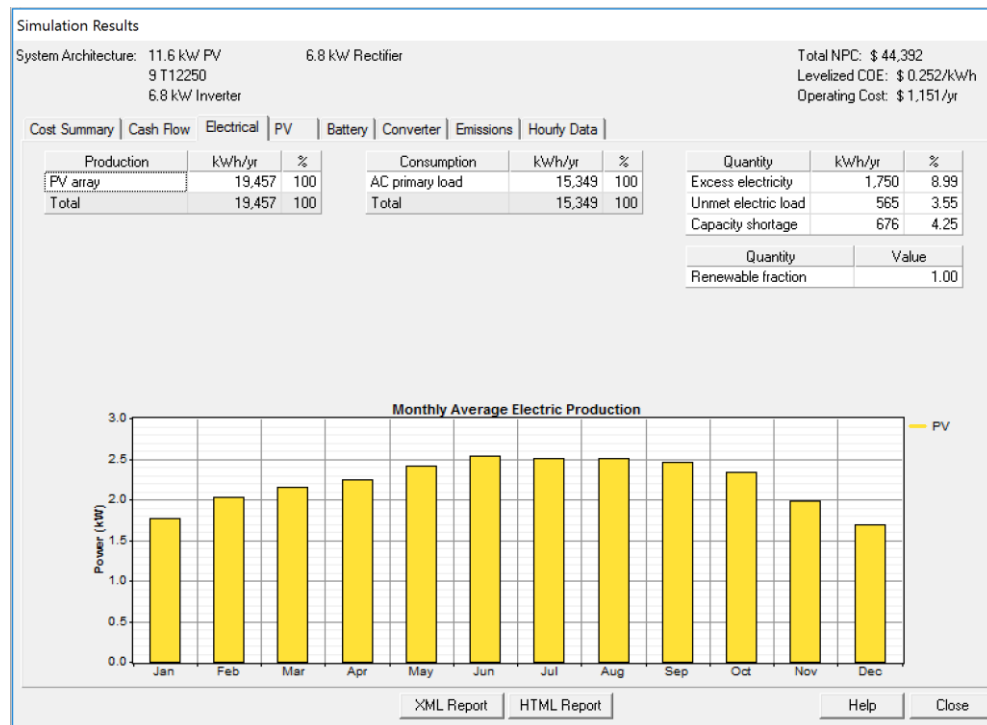 Simulation Results
System Architecture: 11.6 kW PV 6.8 kW Rectifier
9 T12250
6.8 kW Inverter
Total NPC: $ 44,392
Levelized COE: $ 0.252/kWh
Operating Cost: $ 1,151/yr
Cost Summary Cash Flow Electrical PV Battery Converter Emissions Hourly Data
Production kWh/yr %
PV array 19,457 100
Total 19,457 100
Consumption kWh/yr %
AC primary load 15,349 100
Total 15,349 100
Quantity kWh/yr %
Excess electricity 1,750 8.99
Unmet electric load 565 3.55
Capacity shortage 676 4.25
Quantity Value
Renewable fraction 1.00
Monthly Average Electric Production
PV
Power (kW)
3.0
2.5
2.0
1.5
1.0
0.5
0.0
Jan Feb Mar Apr May Jun Jul Aug Sep Oct Nov Dec
XML Report HTML Report Help Close